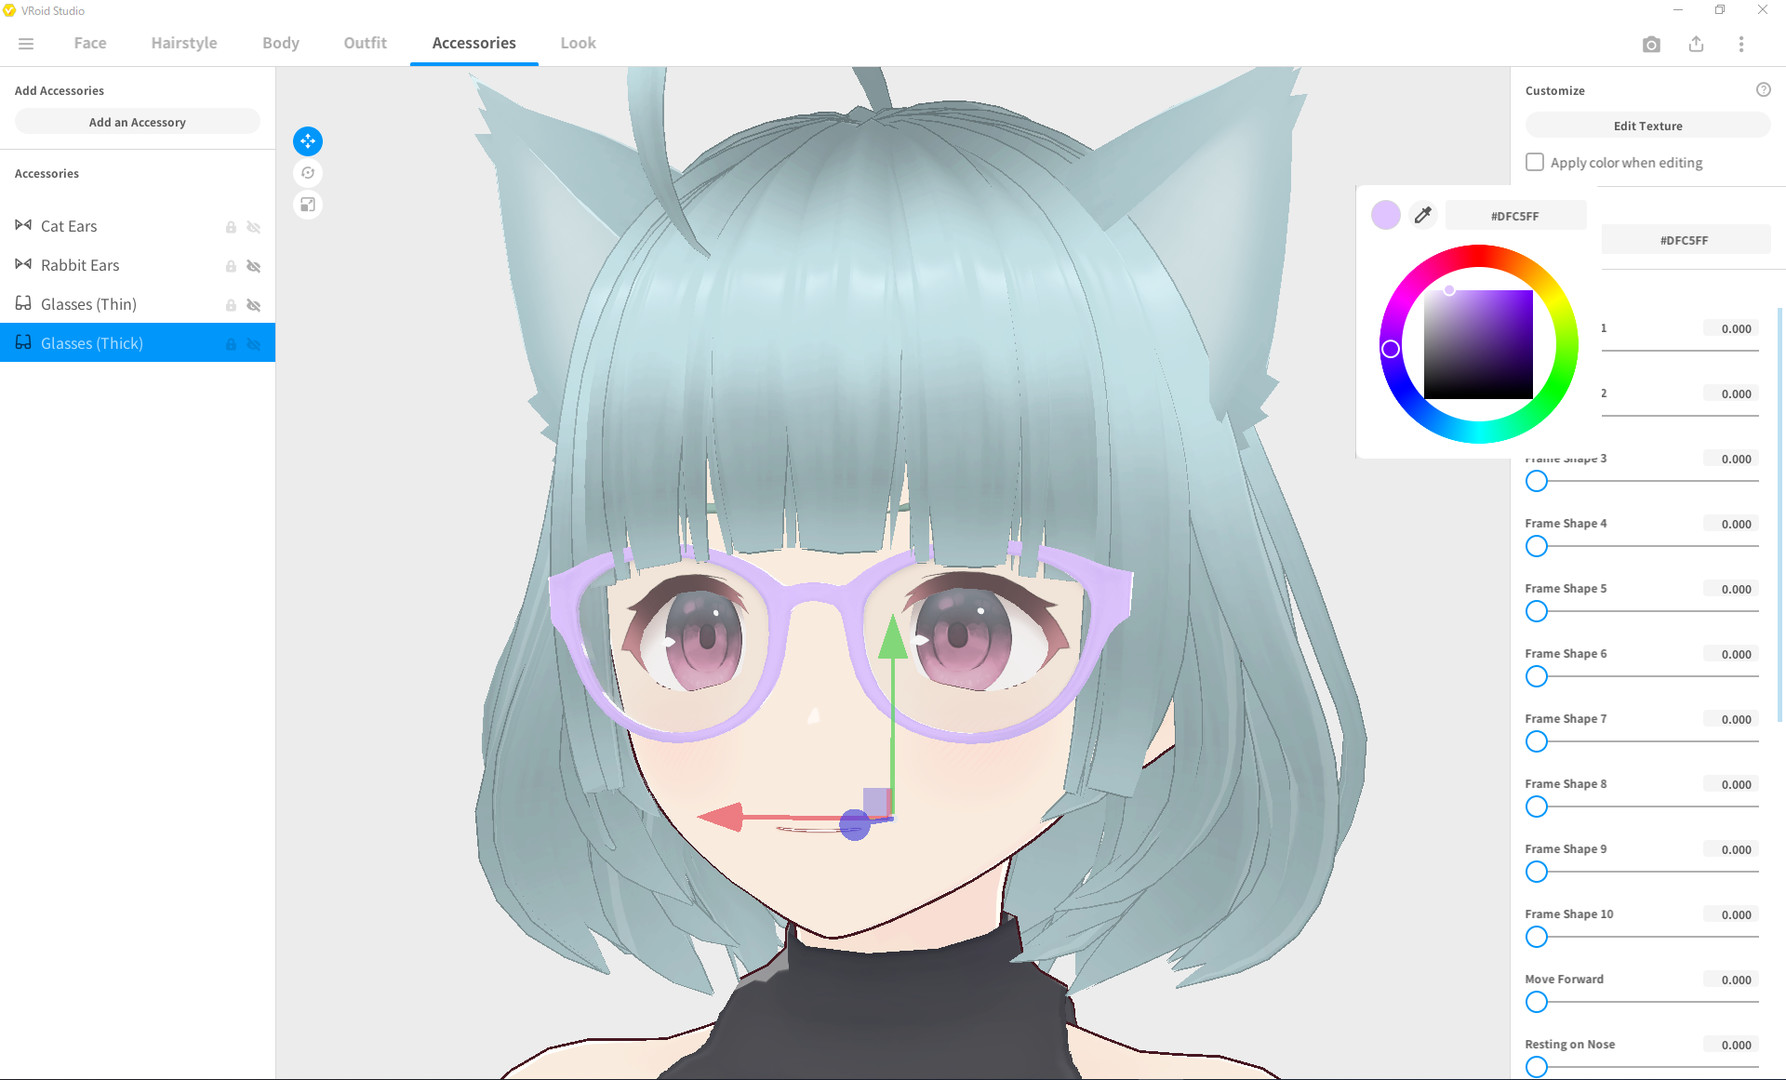 VRoid Studio
Face
Hairstyle
Body
Outfit
Accessories
Look
Add Accessories
Add an Accessory
Accessories
Cat Ears
Rabbit Ears
Glasses (Thin)
Glasses (Thick)
Customize
?
Edit Texture
Apply color when editing
#DFC5FF
#DFC5FF
1 0.000
2 0.000
Frame Shape 3 0.000
Frame Shape 4 0.000
Frame Shape 5 0.000
Frame Shape 6 0.000
Frame Shape 7 0.000
Frame Shape 8 0.000
Frame Shape 9 0.000
Frame Shape 10 0.000
Move Forward 0.000
Resting on Nose 0.000